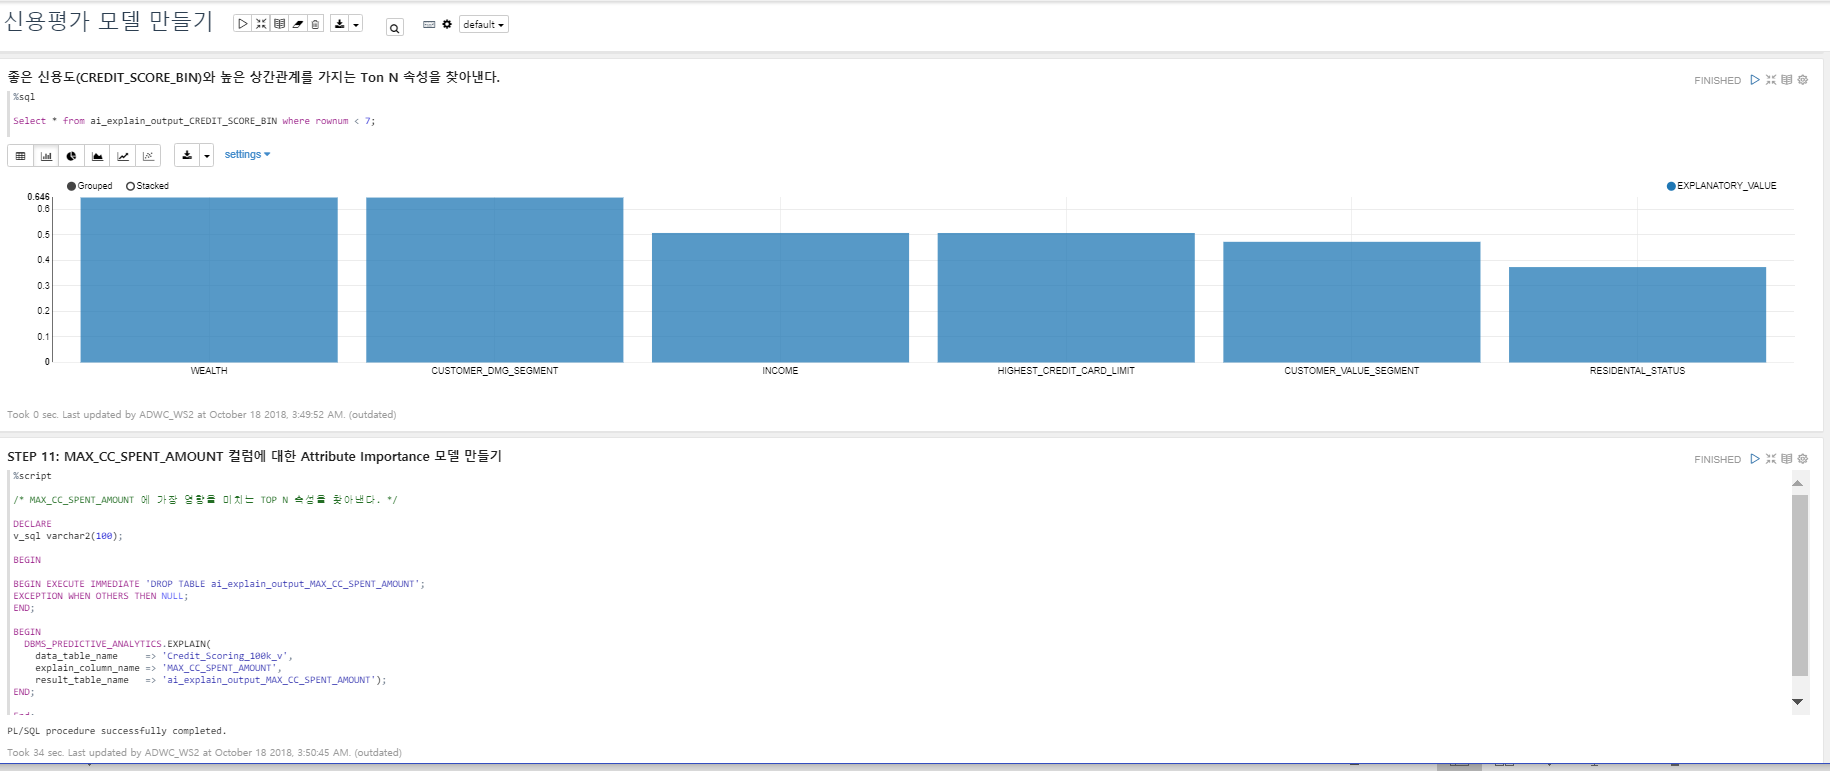 신용평가 모델 만들기
default
좋은 신용도(CREDIT_SCORE_BIN)와 높은 상간관계를 가지는 Ton N 속성을 찾아낸다.
FINISHED
%sql
Select * from ai_explain_output_CREDIT_SCORE_BIN where rownum < 7;
settings
Grouped Stacked
EXPLANATORY_VALUE
0.646
0.6
0.5
0.4
0.3
0.2
0.1
0
WEALTH CUSTOMER_DMG_SEGMENT INCOME HIGHEST_CREDIT_CARD_LIMIT CUSTOMER_VALUE_SEGMENT RESIDENTAL_STATUS
Took 0 sec. Last updated by ADWC_WS2 at October 18 2018, 3:49:52 AM. (outdated)
STEP 11: MAX_CC_SPENT_AMOUNT 컬럼에 대한 Attribute Importance 모델 만들기
FINISHED
%script
/* MAX_CC_SPENT_AMOUNT 에 가장 영향을 미치는 TOP N 속성을 찾아낸다. */
DECLARE
v_sql varchar2(100);
BEGIN
BEGIN EXECUTE IMMEDIATE 'DROP TABLE ai_explain_output_MAX_CC_SPENT_AMOUNT';
EXCEPTION WHEN OTHERS THEN NULL;
END;
BEGIN
DBMS_PREDICTIVE_ANALYTICS.EXPLAIN(
data_table_name => 'Credit_Scoring_100k_v',
explain_column_name => 'MAX_CC_SPENT_AMOUNT',
result_table_name => 'ai_explain_output_MAX_CC_SPENT_AMOUNT');
END;
End;
PL/SQL procedure successfully completed.
Took 34 sec. Last updated by ADWC_WS2 at October 18 2018, 3:50:45 AM. (outdated)